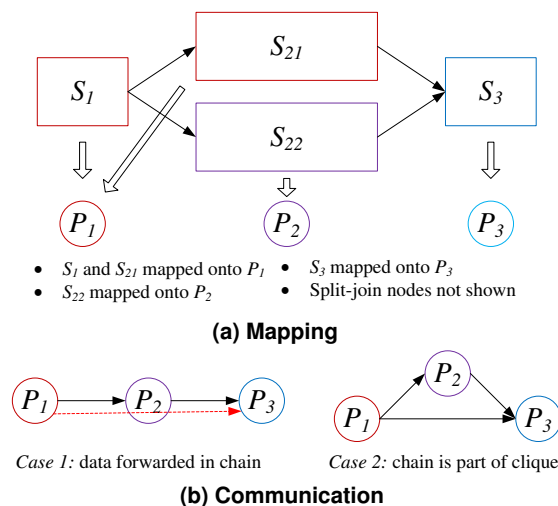 S21
S1
S3
S22
P1
P2
P3
• S1 and S21 mapped onto P1
• S3 mapped onto P3
• S22 mapped onto P2
• Split-join nodes not shown
(a) Mapping
P2
P1
P2
P3
P1
P3
Case 1: data forwarded in chain
Case 2: chain is part of clique
(b) Communication